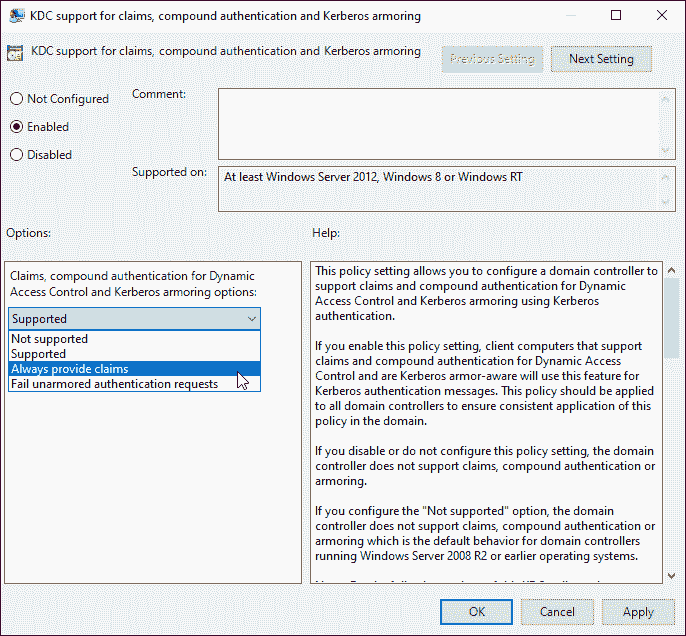 KDC support for claims, compound authentication and Kerberos armoring
KDC support for claims, compound authentication and Kerberos armoring
Previous Setting
Next Setting
Not Configured
Enabled
Disabled
Comment:
Supported on:
At least Windows Server 2012, Windows 8 or Windows RT
Options:
Help:
Claims, compound authentication for Dynamic
Access Control and Kerberos armoring options:
Supported
Not supported
Supported
Always provide claims
Fail unarmored authentication requests
This policy setting allows you to configure a domain controller to
support claims and compound authentication for Dynamic
Access Control and Kerberos armoring using Kerberos
authentication.
If you enable this policy setting, client computers that support
claims and compound authentication for Dynamic Access
Control and are Kerberos armor-aware will use this feature for
Kerberos authentication messages. This policy should be applied
to all domain controllers to ensure consistent application of this
policy in the domain.
If you disable or do not configure this policy setting, the domain
controller does not support claims, compound authentication or
armoring.
If you configure the "Not supported" option, the domain
controller does not support claims, compound authentication or
armoring which is the default behavior for domain controllers
running Windows Server 2008 R2 or earlier operating systems.
OK
Cancel
Apply